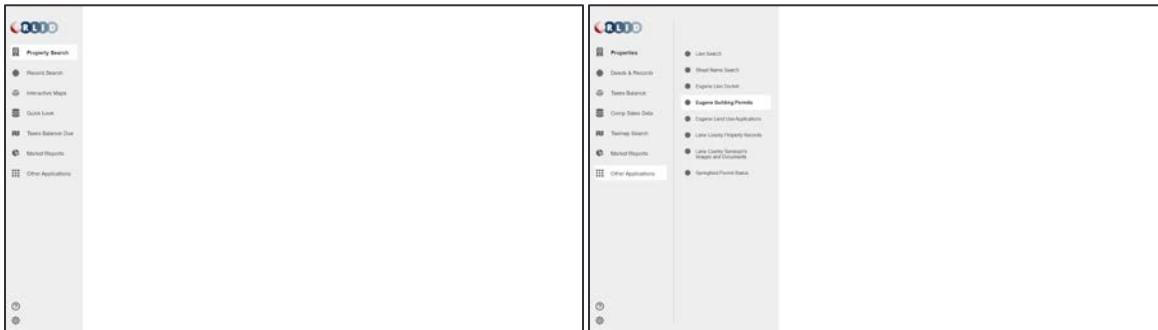 RLID
Property Search
Record Search
Interactive Maps
Quick Look
Taxes Balance Due
Market Reports
Other Applications
RLID
Properties
Deeds & Records
Taxes Balance
Comp Sales Data
Taxmap Search
Market Reports
Other Applications
Lien Search
Street Name Search
Eugene Lien Docket
Eugene Building Permits
Eugene Land Use Applications
Lane County Property Records
Lane County Surveyor's
Images and Documents
Springfield Permit Status